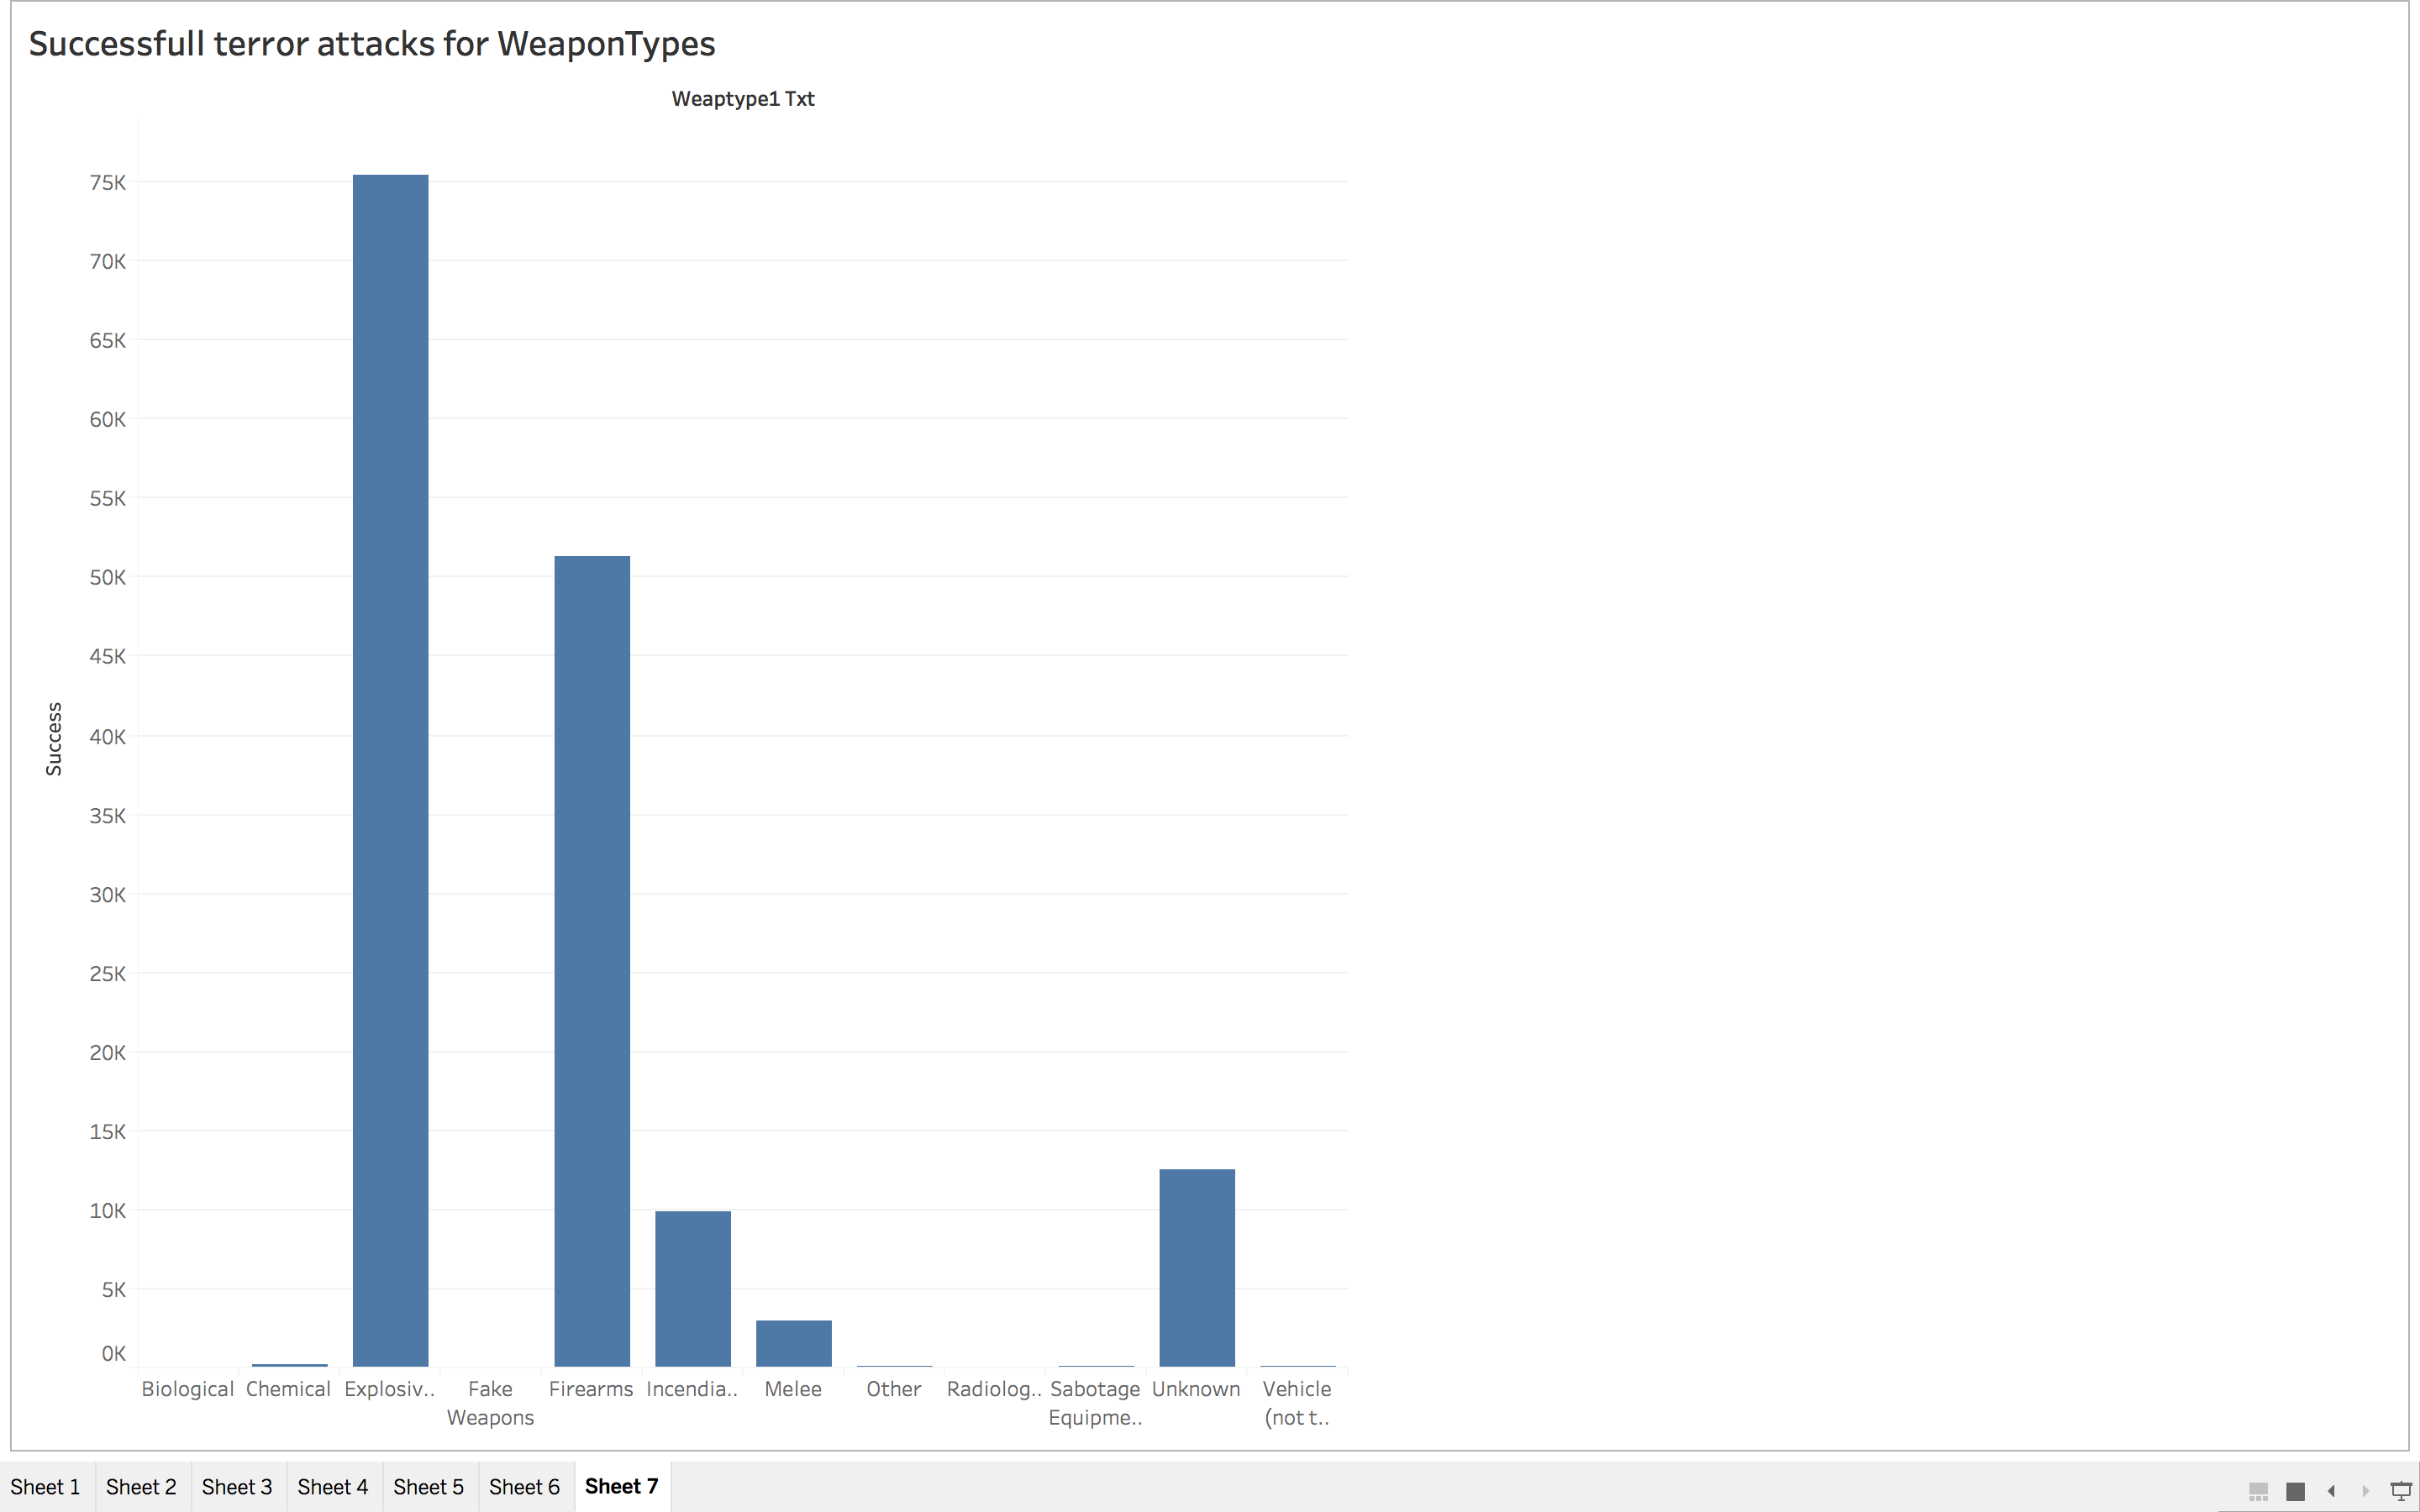 Successfull terror attacks for WeaponTypes
Weaptype1 Txt
75K
70K
65K
60K
55K
50K
45K
40K
35K
30K
25K
20K
15K
10K
5K
0K
Success
Biological Chemical Explosiv.. Fake Firearms Incendia.. Melee Other Radiolog.. Sabotage Unknown Vehicle
Weapons Equipme.. (not t..
Sheet 1 Sheet 2 Sheet 3 Sheet 4 Sheet 5 Sheet 6 Sheet 7